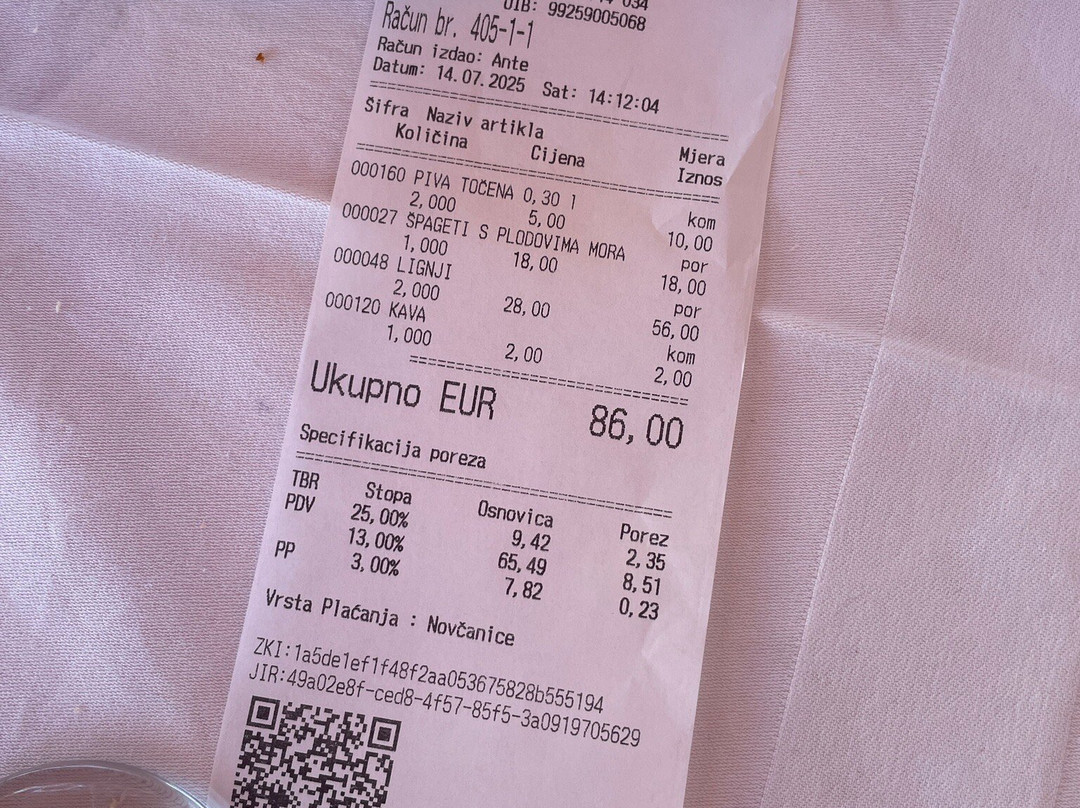 OIB: 99259005068
Račun br. 405-1-1
Račun izdao: Ante
Datum: 14.07.2025 Sat: 14:12:04
Šifra Naziv artikla Mjera
Količina Cijena Iznos
000160 PIVA TOČENA 0,30 l kom
2,000 5,00 10,00
000027 ŠPAGETI S PLODOVIMA MORA por
1,000 18,00 18,00
000048 LIGNJI por
2,000 28,00 56,00
000120 KAVA kom
1,000 2,00 2,00
Ukupno EUR 86,00
Specifikacija poreza
TBR Stopa Osnovica Porez
PDV 25,00% 9,42 2,35
13,00% 65,49 8,51
PP 3,00% 7,82 0,23
Vrsta Plaćanja : Novčanice
ZKI:1a5de1ef1f48f2aa053675828b555194
JIR:49a02e8f-ced8-4f57-85f5-3a0919705629